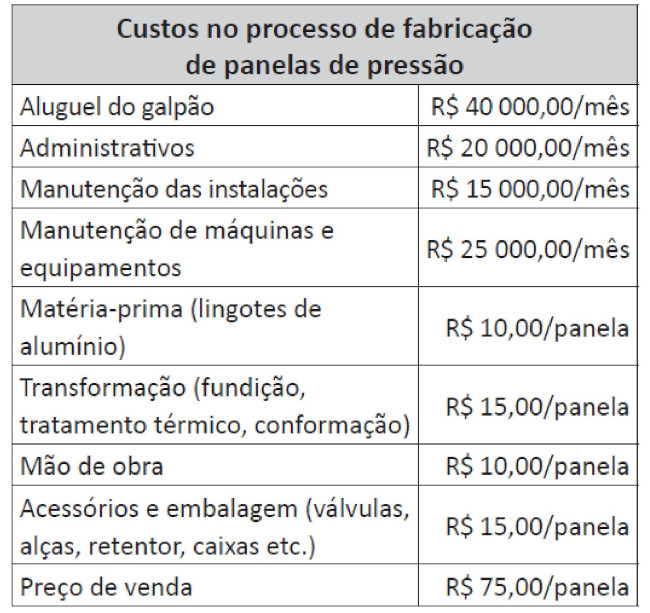 Custos no processo de fabricação
de panelas de pressão
Aluguel do galpão R$ 40 000,00/mês
Administrativos R$ 20 000,00/mês
Manutenção das instalações R$ 15 000,00/mês
Manutenção de máquinas e
equipamentos R$ 25 000,00/mês
Matéria-prima (lingotes de
alumínio) R$ 10,00/panela
Transformação (fundição,
tratamento térmico, conformação) R$ 15,00/panela
Mão de obra R$ 10,00/panela
Acessórios e embalagem (válvulas,
alças, retentor, caixas etc.) R$ 15,00/panela
Preço de venda R$ 75,00/panela